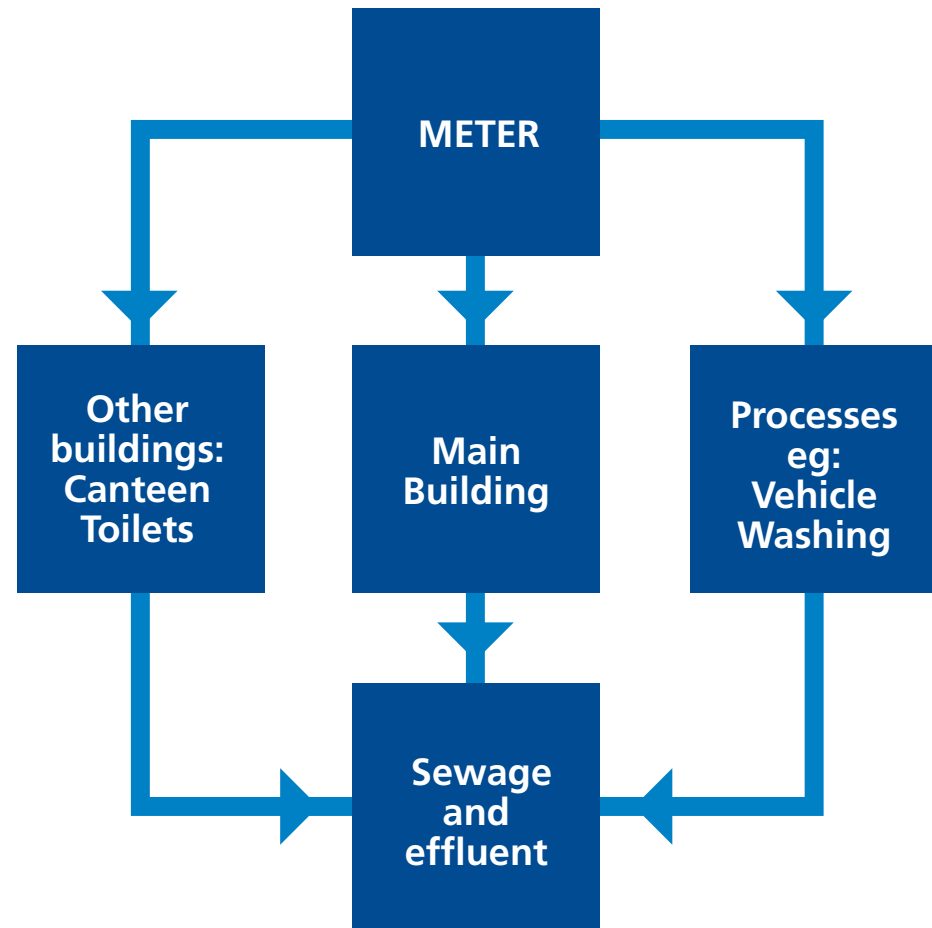 METER
Other
buildings:
Canteen
Toilets
Main
Building
Processes
eg:
Vehicle
Washing
Sewage
and
effluent